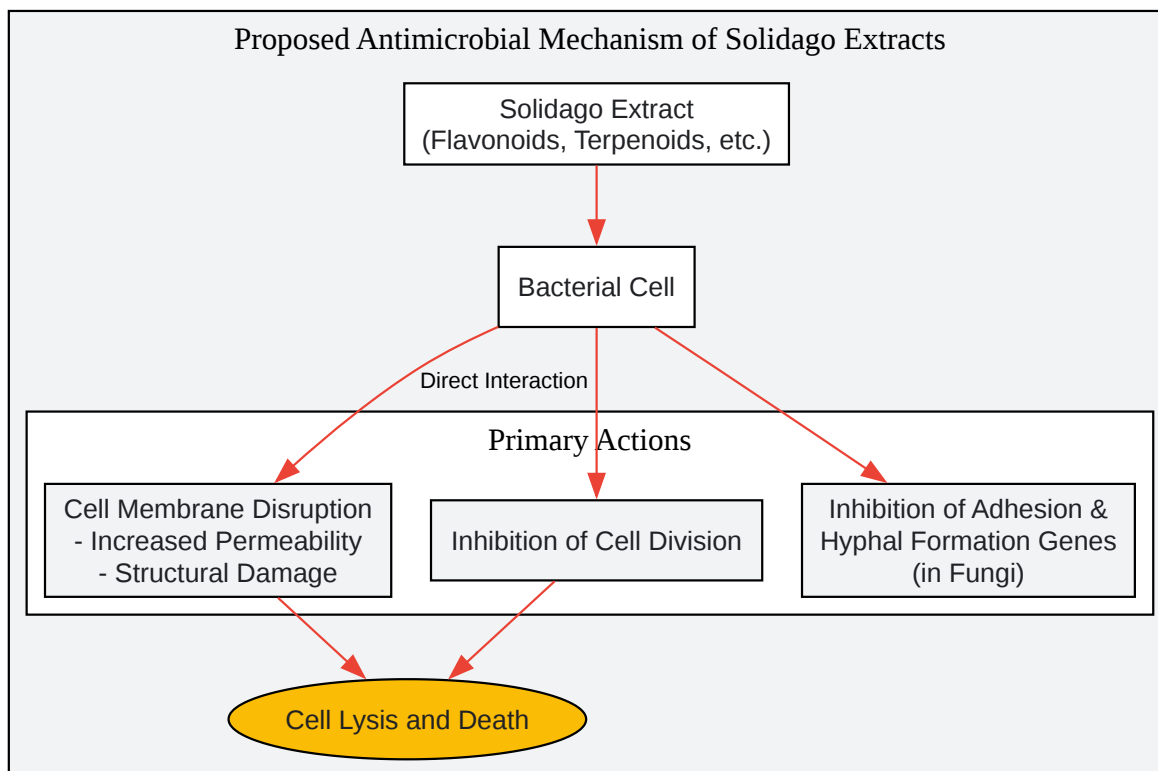 Proposed Antimicrobial Mechanism of Solidago Extracts
Solidago Extract
(Flavonoids, Terpenoids, etc.)
Bacterial Cell
Direct Interaction
Primary Actions
Cell Membrane Disruption
- Increased Permeability
- Structural Damage
Inhibition of Cell Division
Inhibition of Adhesion &
Hyphal Formation Genes
(in Fungi)
Cell Lysis and Death